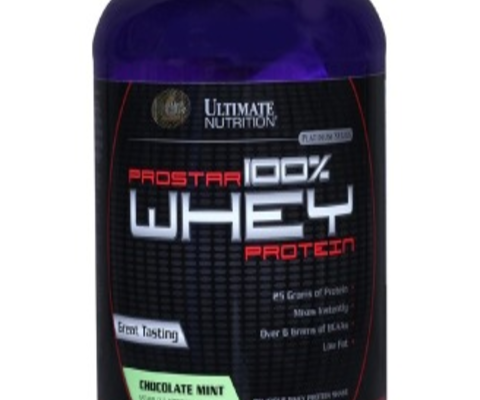 ULTIMATE
NUTRITION
PLATINUM SERIES
PROSTAR 100%
WHEY
PROTEIN
25 Grams of Protein
Mixes Instantly
Over 6 Grams of BCAAs
Low Fat
Great Tasting
CHOCOLATE MINT